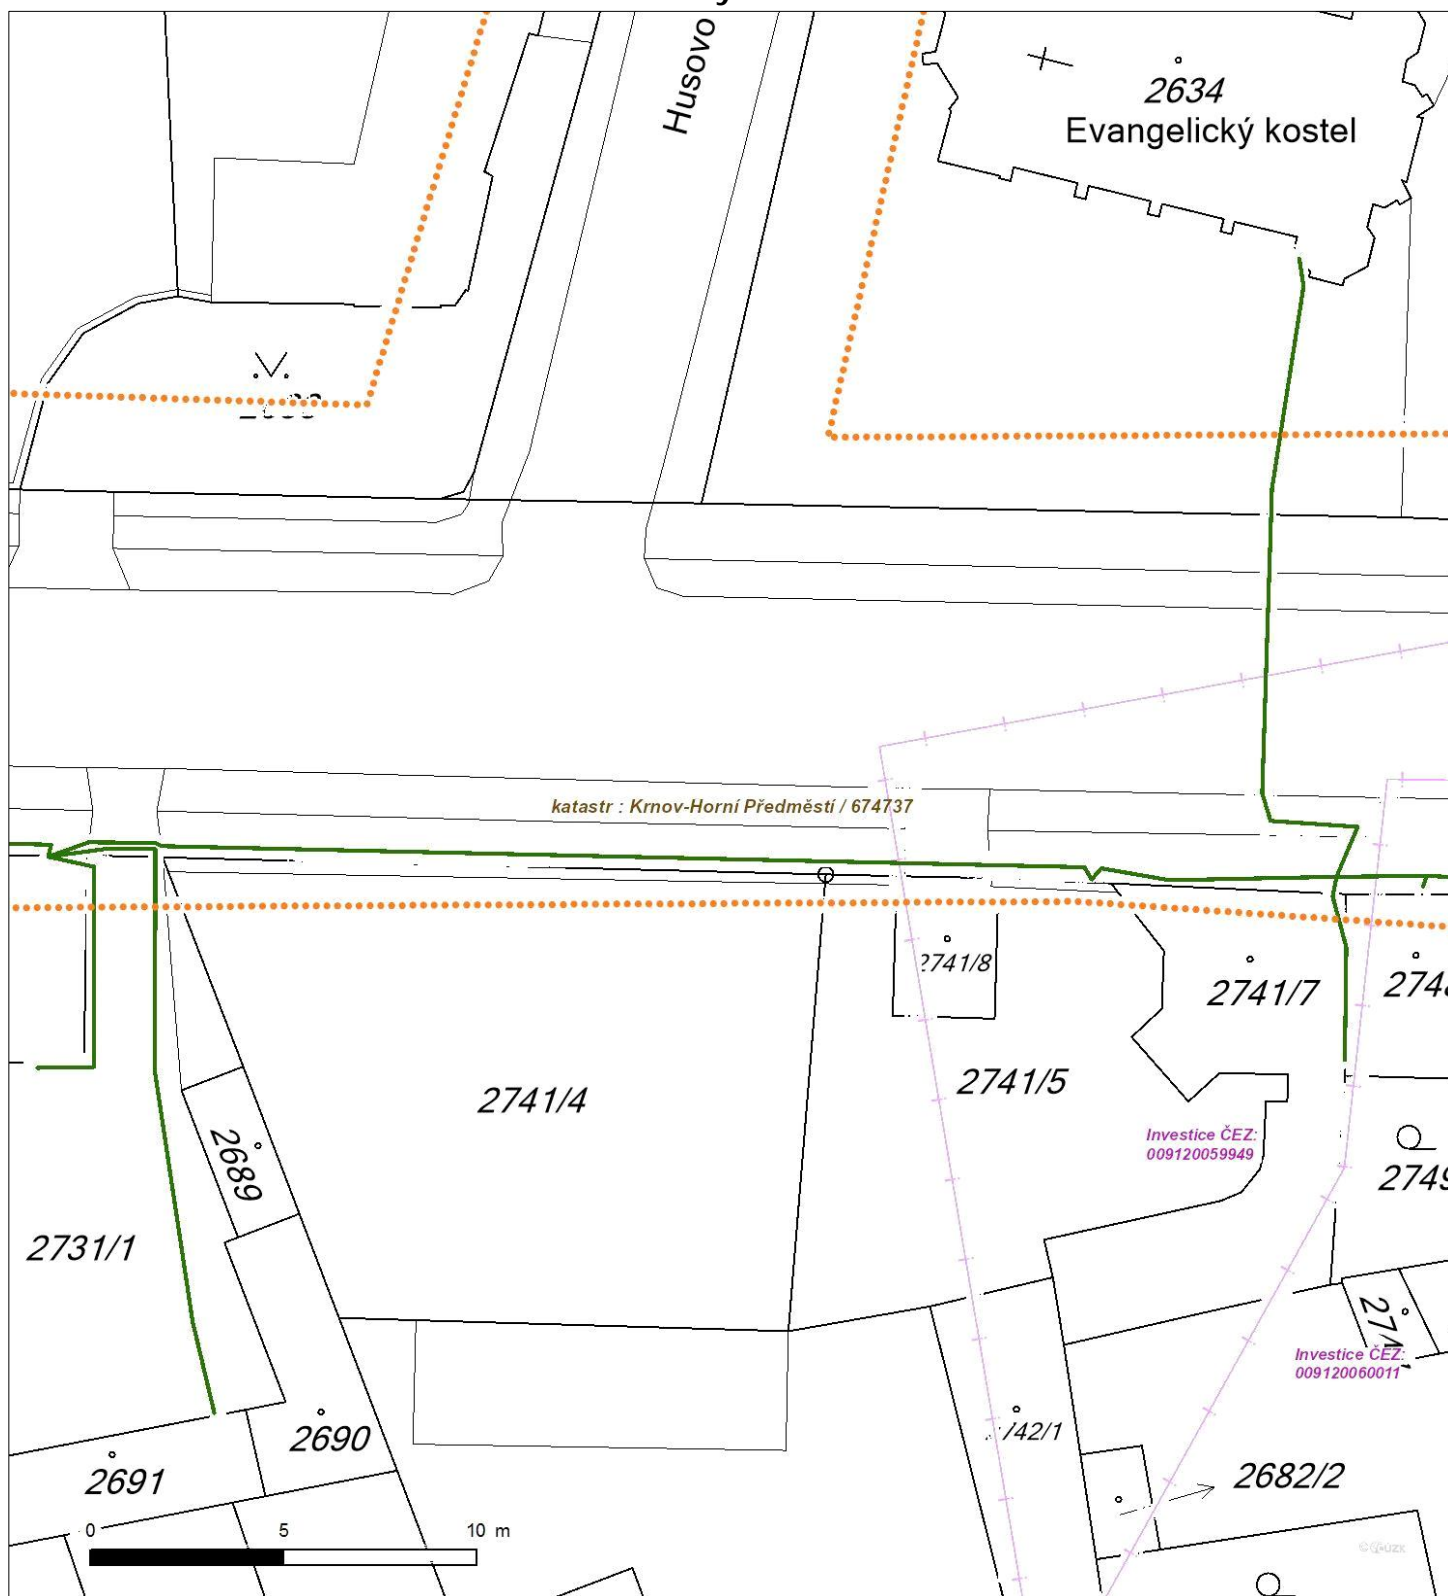 Husovo
2634
Evangelický kostel
katastr : Krnov-Horní Předměstí / 674737
2741/8
2741/7
2741/5
2741/4
Investice ČEZ:
009120059949
2689
2731/1
Investice ČEZ:
009120060011
2690
2691
2682/2
0 5 10 m